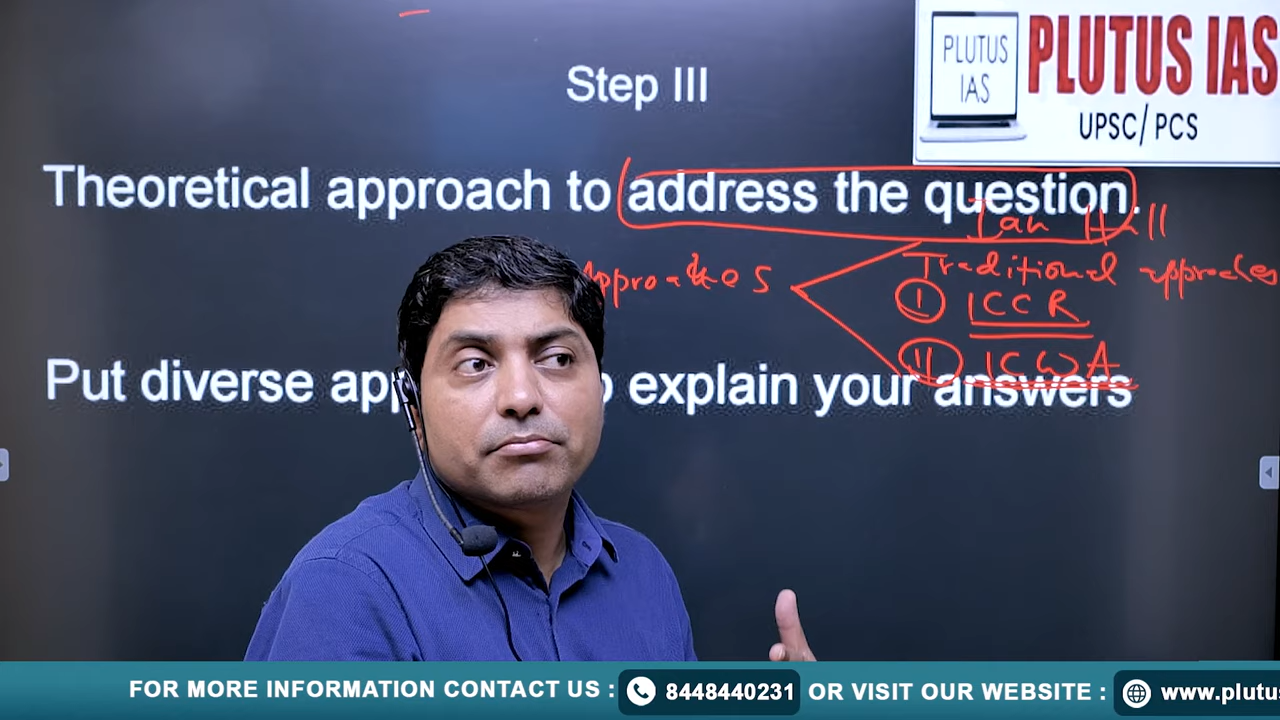 PLUTUS IAS
PLUTUS IAS
UPSC/PCS
Step III
Theoretical approach to address the question.
Ian Hall
Approaches
Traditional approaches
I ICCR
II ICWA
Put diverse app o explain your answers
FOR MORE INFORMATION CONTACT US : 8448440231 OR VISIT OUR WEBSITE : www.plutus